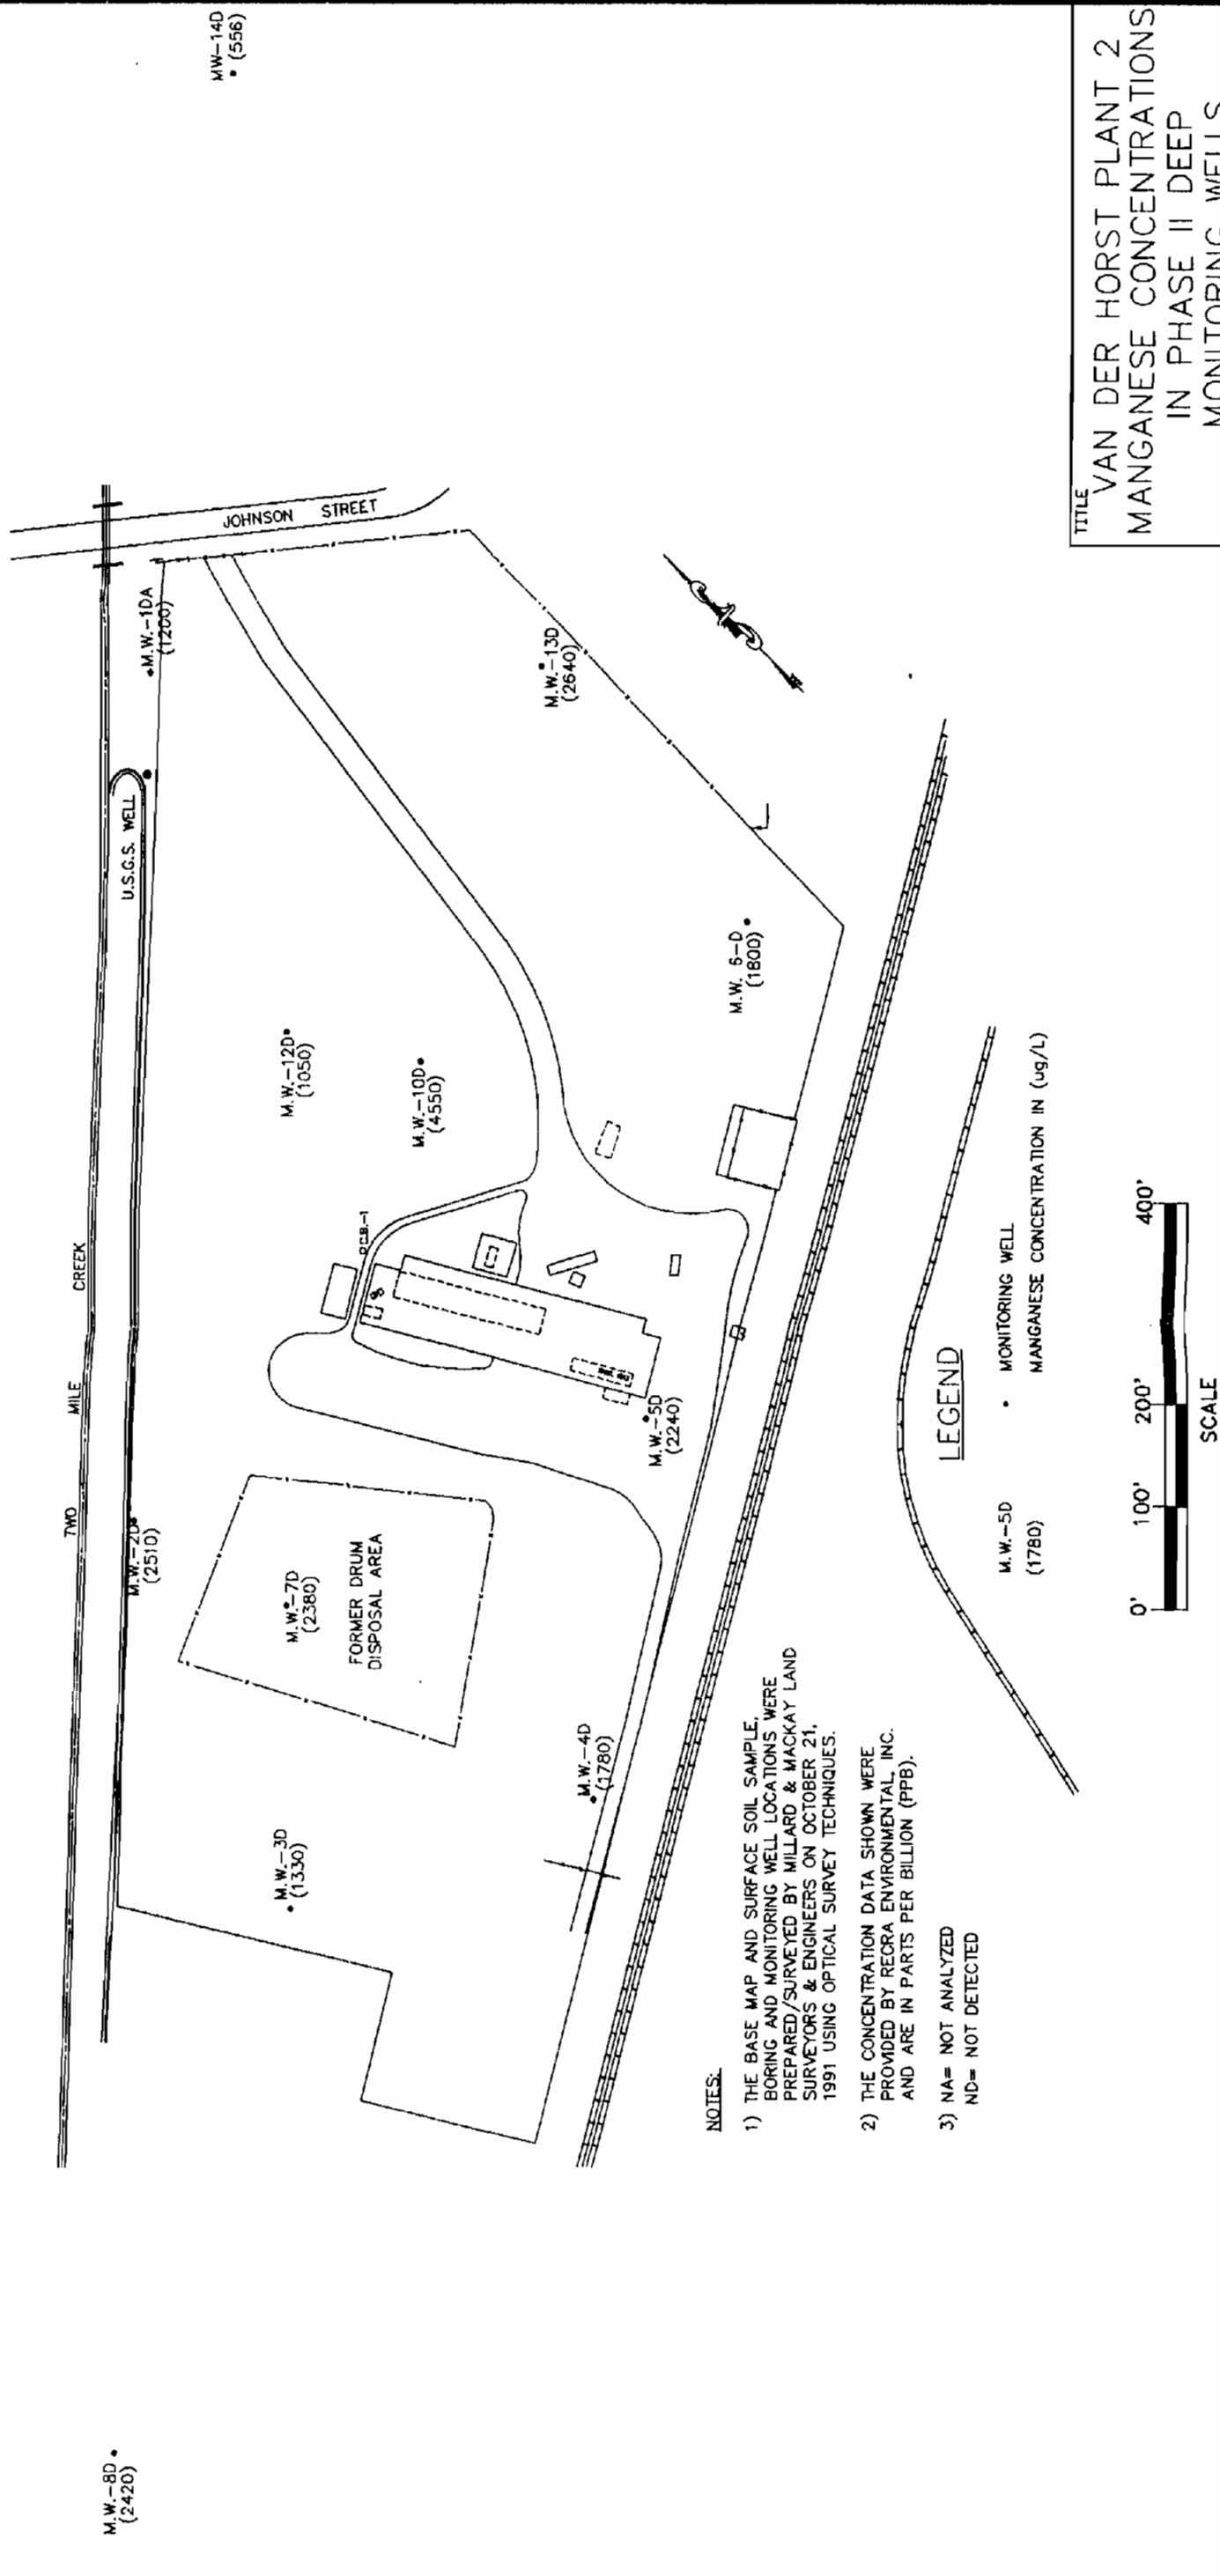 MW-14D
(556)
JOHNSON STREET
M.W.-1DA
(1200)
U.S.G.S. WELL
TWO MILE CREEK
M.W.-13D
(2640)
M.W. 6-D
(1800)
M.W.-12D
(1050)
M.W.-10D
(4550)
M.W.-5D
(2240)
M.W.-2D
(2510)
M.W.-7D
(2380)
FORMER DRUM
DISPOSAL AREA
M.W.-4D
(1780)
M.W.-3D
(1330)
M.W.-8D
(2420)
NOTES:
1) THE BASE MAP AND SURFACE SOIL SAMPLE,
BORING AND MONITORING WELL LOCATIONS WERE
PREPARED/SURVEYED BY MILLARD & MACKAY LAND
SURVEYORS & ENGINEERS ON OCTOBER 21,
1991 USING OPTICAL SURVEY TECHNIQUES.
2) THE CONCENTRATION DATA SHOWN WERE
PROVIDED BY RECRA ENVIRONMENTAL, INC.
AND ARE IN PARTS PER BILLION (PPB).
3) NA= NOT ANALYZED
ND= NOT DETECTED
LEGEND
M.W.-5D • MONITORING WELL
(1780) MANGANESE CONCENTRATION IN (ug/L)
0' 100' 200' 400'
SCALE
TITLE
VAN DER HORST PLANT 2
MANGANESE CONCENTRATIONS
IN PHASE II DEEP
MONITORING WELLS